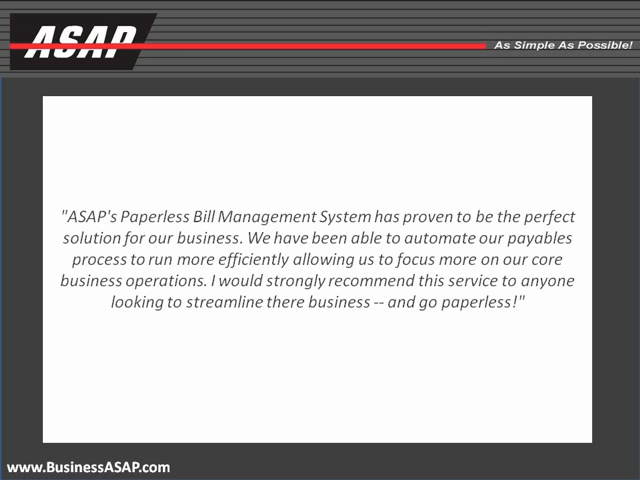 ASAP
As Simple As Possible!
"ASAP's Paperless Bill Management System has proven to be the perfect
solution for our business. We have been able to automate our payables
process to run more efficiently allowing us to focus more on our core
business operations. I would strongly recommend this service to anyone
looking to streamline there business -- and go paperless!"
www.BusinessASAP.com